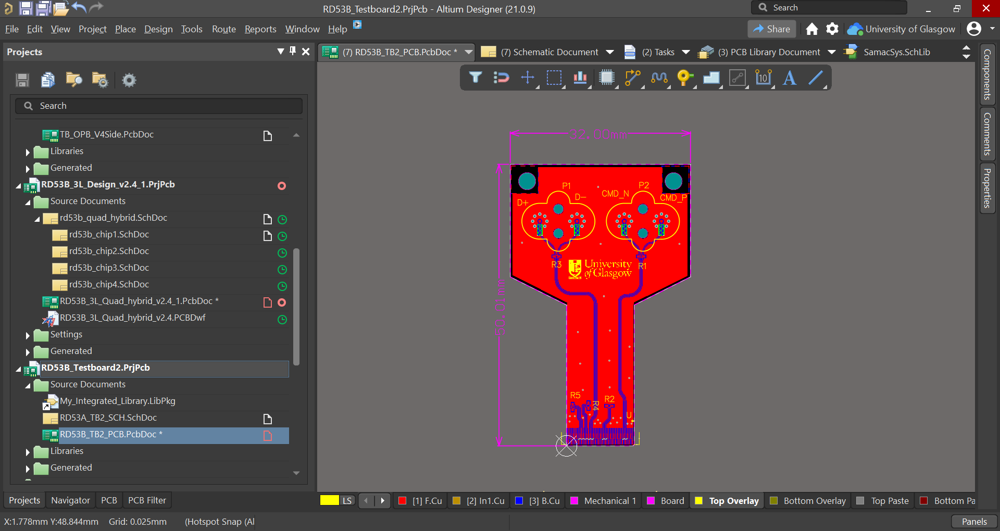 RD53B_Testboard2.PrjPcb - Altium Designer (21.0.9)
Search
File Edit View Project Place Design Tools Route Reports Window Help
Share
University of Glasgow
Projects
(7) RD53B_TB2_PCB.PcbDoc *
(7) Schematic Document
(2) Tasks
(3) PCB Library Document
SamacSys.SchLib
10
Components
Comments
Properties
Search
TB_OPB_V4Side.PcbDoc
Libraries
Generated
RD53B_3L_Design_v2.4_1.PrjPcb
Source Documents
rd53b_quad_hybrid.SchDoc
rd53b_chip1.SchDoc
rd53b_chip2.SchDoc
rd53b_chip3.SchDoc
rd53b_chip4.SchDoc
RD53B_3L_Quad_hybrid_v2.4_1.PcbDoc *
RD53B_3L_Quad_hybrid_v2.4.PCBDwf
Settings
Generated
RD53B_Testboard2.PrjPcb
Source Documents
My_Integrated_Library.LibPkg
RD53A_TB2_SCH.SchDoc
RD53B_TB2_PCB.PcbDoc *
Libraries
Generated
P1
P2
D+
D-
CMD_N
CMD_P
R3
University
of Glasgow
R1
R5
R4
R2
U
Projects Navigator PCB PCB Filter
LS
[1] F.Cu
[2] In1.Cu
[3] B.Cu
Mechanical 1
Board
Top Overlay
Bottom Overlay
Top Paste
Bottom Pa
X:1.778mm Y:48.844mm Grid: 0.025mm (Hotspot Snap (Al
Panels